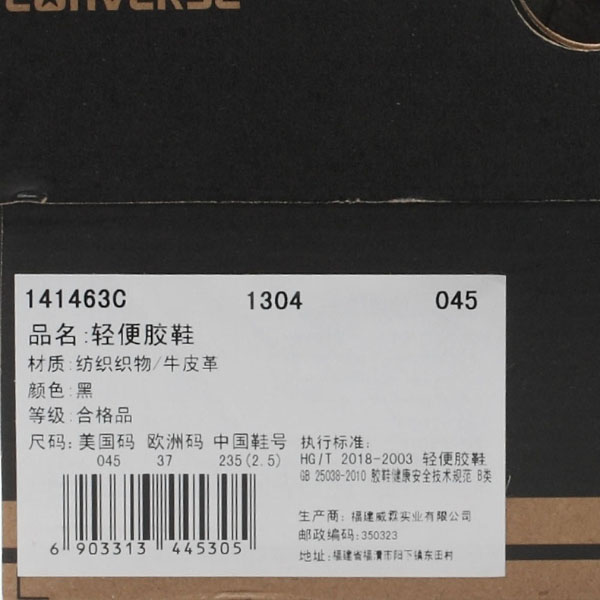 CONVERSE
141463C 1304 045
品名:轻便胶鞋
材质:纺织织物/牛皮革
颜色:黑
等级:合格品
尺码: 美国码 欧洲码 中国鞋号
045 37 235(2.5)
执行标准:
HG/T 2018-2003 轻便胶鞋
GB 25038-2010 胶鞋健康安全技术规范 B类
6 903313 445305
生产商: 福建威霖实业有限公司
邮政编码:350323
地址:福建省福清市阳下镇东田村